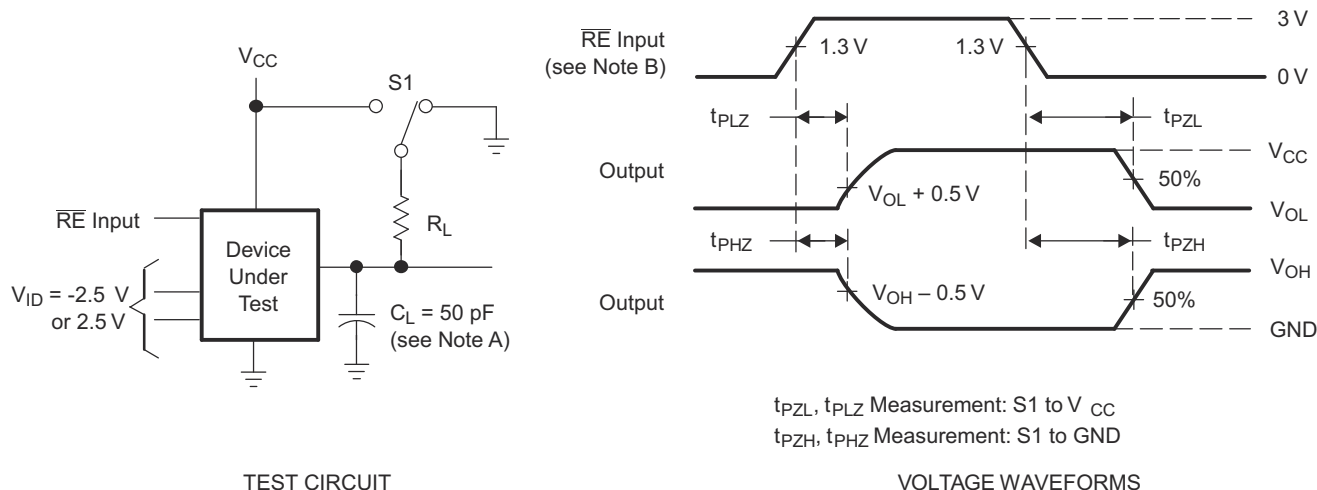 V_CC
S1
RE Input
V_ID = -2.5 V
or 2.5 V
Device
Under
Test
R_L
C_L = 50 pF
(see Note A)
TEST CIRCUIT
RE Input
(see Note B)
1.3 V
1.3 V
3 V
0 V
t_PLZ
t_PZL
Output
V_OL + 0.5 V
50%
V_CC
V_OL
t_PHZ
t_PZH
Output
V_OH – 0.5 V
50%
V_OH
GND
t_PZL, t_PLZ Measurement: S1 to V_CC
t_PZH, t_PHZ Measurement: S1 to GND
VOLTAGE WAVEFORMS